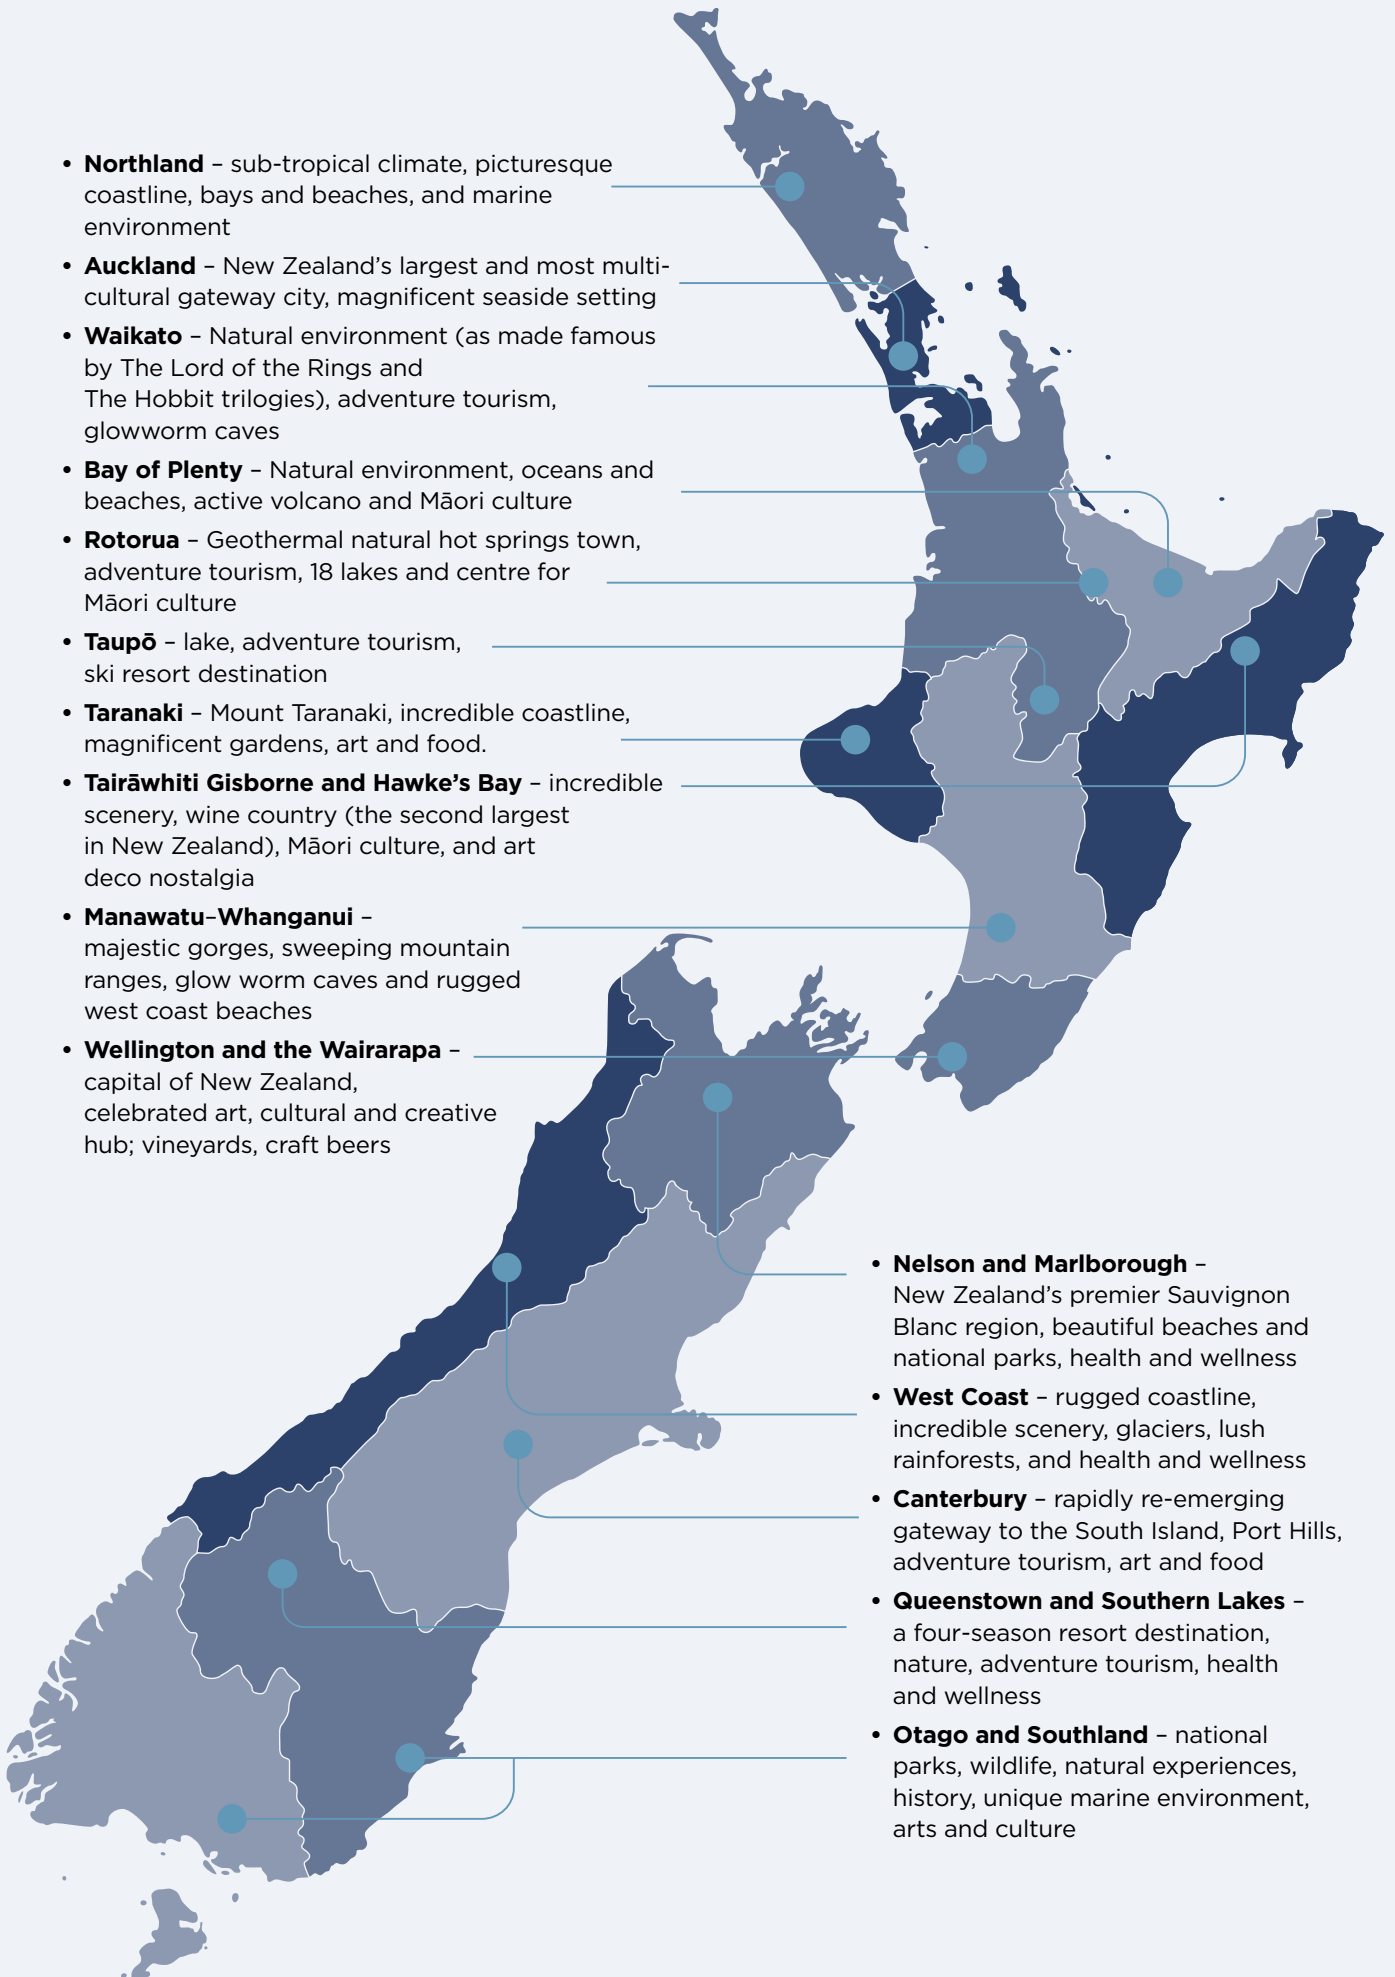 • Northland – sub-tropical climate, picturesque
coastline, bays and beaches, and marine
environment
• Auckland – New Zealand’s largest and most multi-
cultural gateway city, magnificent seaside setting
• Waikato – Natural environment (as made famous
by The Lord of the Rings and
The Hobbit trilogies), adventure tourism,
glowworm caves
• Bay of Plenty – Natural environment, oceans and
beaches, active volcano and Māori culture
• Rotorua – Geothermal natural hot springs town,
adventure tourism, 18 lakes and centre for
Māori culture
• Taupō – lake, adventure tourism,
ski resort destination
• Taranaki – Mount Taranaki, incredible coastline,
magnificent gardens, art and food.
• Tairāwhiti Gisborne and Hawke’s Bay – incredible
scenery, wine country (the second largest
in New Zealand), Māori culture, and art
deco nostalgia
• Manawatu–Whanganui –
majestic gorges, sweeping mountain
ranges, glow worm caves and rugged
west coast beaches
• Wellington and the Wairarapa –
capital of New Zealand,
celebrated art, cultural and creative
hub; vineyards, craft beers
• Nelson and Marlborough –
New Zealand’s premier Sauvignon
Blanc region, beautiful beaches and
national parks, health and wellness
• West Coast – rugged coastline,
incredible scenery, glaciers, lush
rainforests, and health and wellness
• Canterbury – rapidly re-emerging
gateway to the South Island, Port Hills,
adventure tourism, art and food
• Queenstown and Southern Lakes –
a four-season resort destination,
nature, adventure tourism, health
and wellness
• Otago and Southland – national
parks, wildlife, natural experiences,
history, unique marine environment,
arts and culture